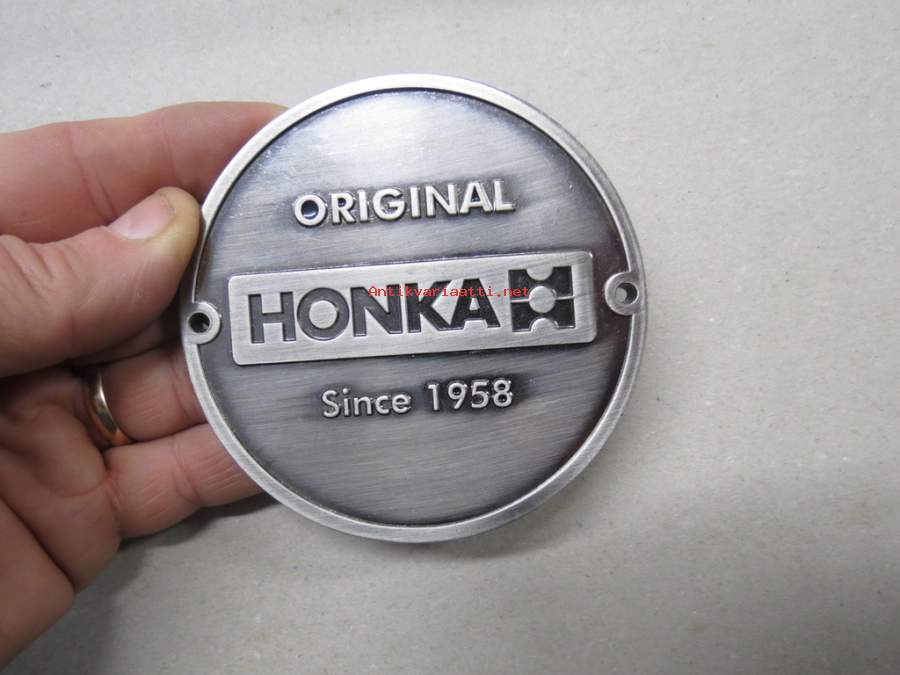 ORIGINAL
HONKA
Antikvariaatti.net
Since 1958